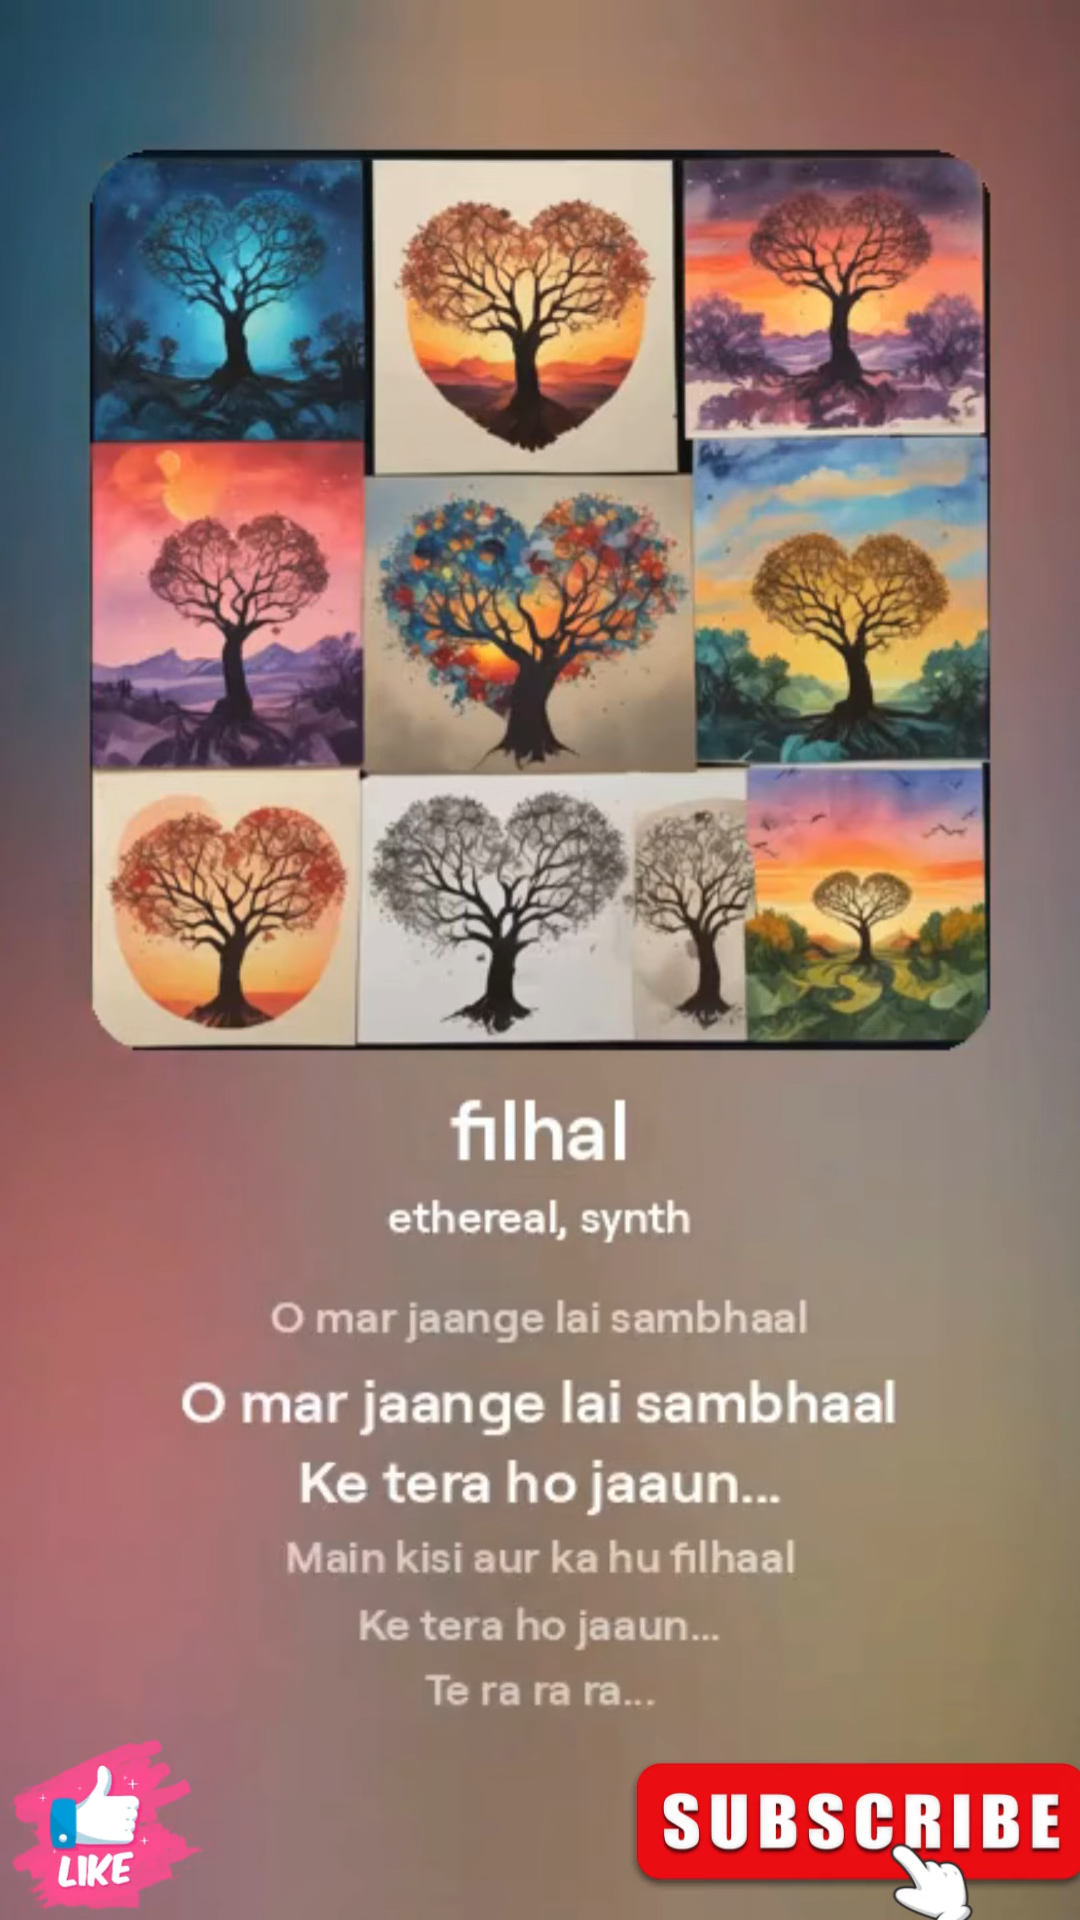 filhal
ethereal, synth
O mar jaange lai sambhaal
O mar jaange lai sambhaal
Ke tera ho jaaun...
Main kisi aur ka hu filhaal
Ke tera ho jaaun...
Te ra ra ra...
LIKE
SUBSCRIBE